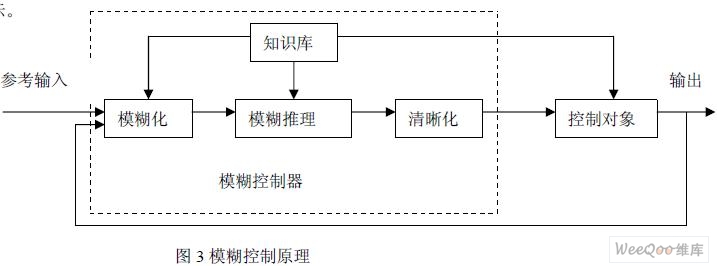 示。
知识库
参考输入
输出
模糊化
模糊推理
清晰化
控制对象
模糊控制器
图 3 模糊控制原理
WeeQoo维库